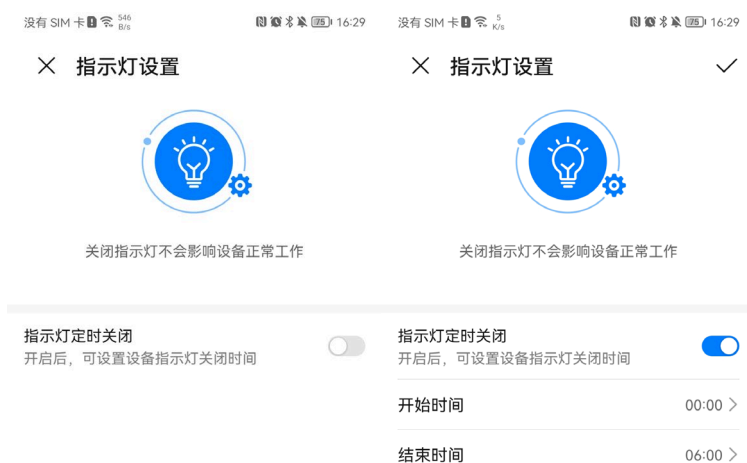 没有 SIM 卡 546 B/s 75 16:29
指示灯设置
关闭指示灯不会影响设备正常工作
指示灯定时关闭
开启后，可设置设备指示灯关闭时间
没有 SIM 卡 5 K/s 75 16:29
指示灯设置
关闭指示灯不会影响设备正常工作
指示灯定时关闭
开启后，可设置设备指示灯关闭时间
开始时间 00:00
结束时间 06:00